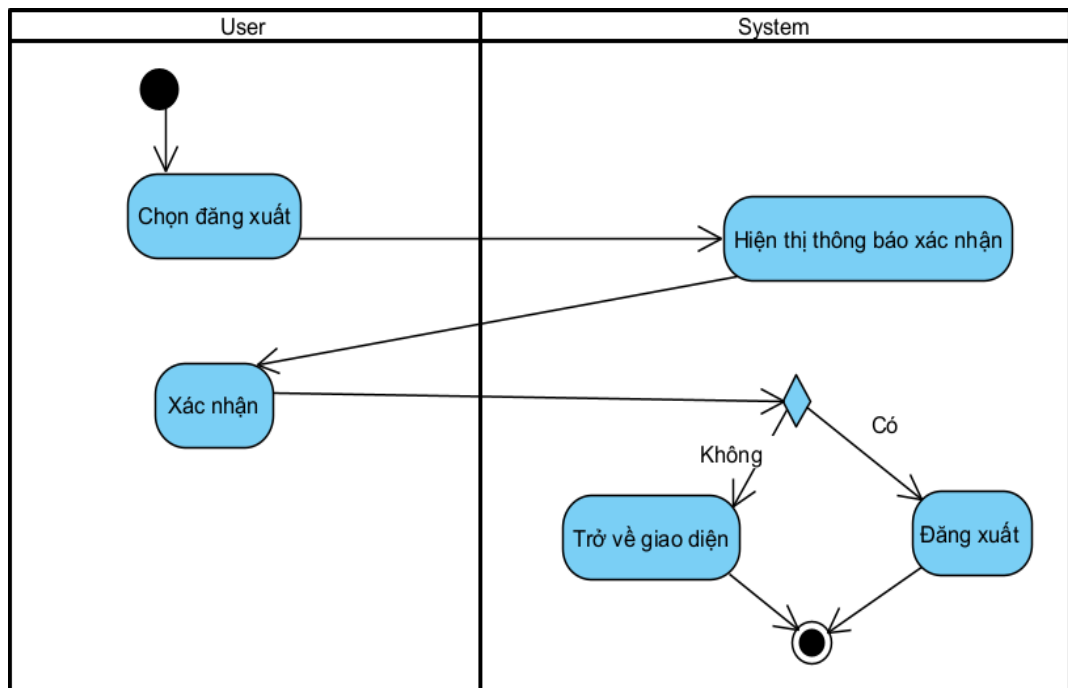 User
System
Chọn đăng xuất
Hiện thị thông báo xác nhận
Xác nhận
Có
Không
Trở về giao diện
Đăng xuất